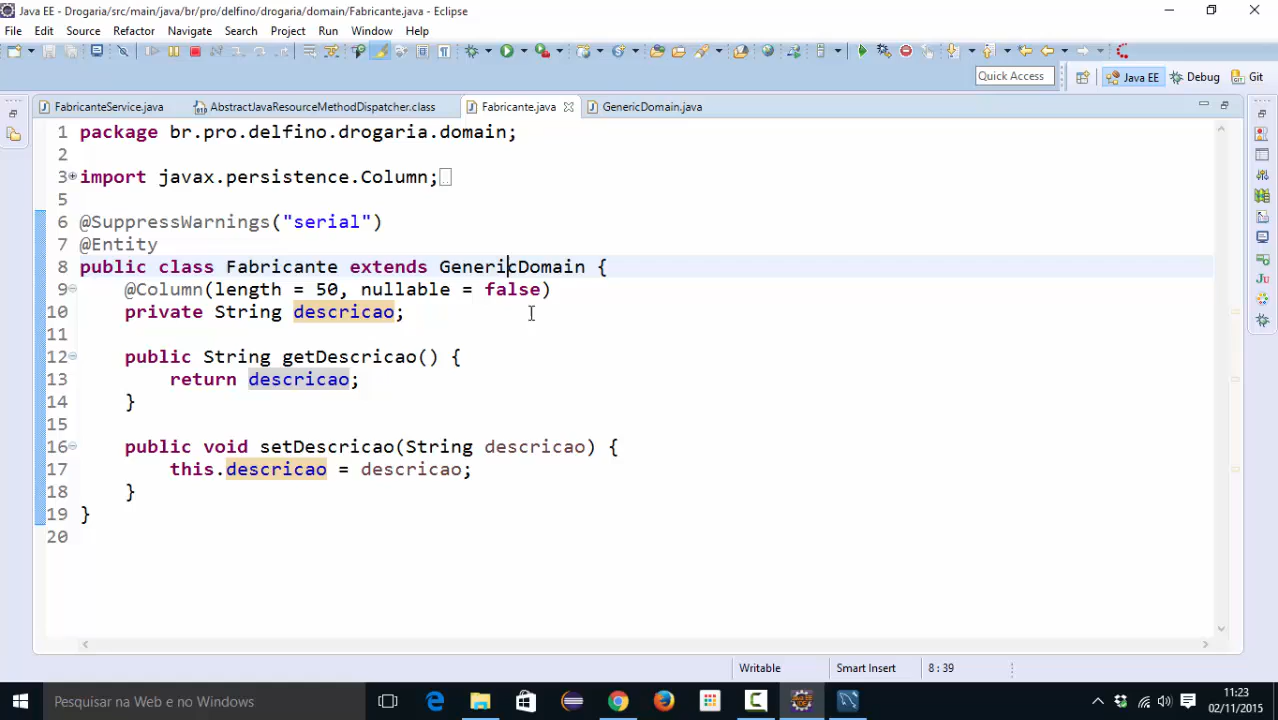 Java EE - Drogaria/src/main/java/br/pro/delfino/drogaria/domain/Fabricante.java - Eclipse
File Edit Source Refactor Navigate Search Project Run Window Help
Quick Access Java EE Debug Git
FabricanteService.java AbstractJavaResourceMethodDispatcher.class Fabricante.java GenericDomain.java
1 package br.pro.delfino.drogaria.domain;
2
3 import javax.persistence.Column;
5
6 @SuppressWarnings("serial")
7 @Entity
8 public class Fabricante extends GenericDomain {
9 @Column(length = 50, nullable = false)
10 private String descricao;
11
12 public String getDescricao() {
13 return descricao;
14 }
15
16 public void setDescricao(String descricao) {
17 this.descricao = descricao;
18 }
19 }
20
Writable Smart Insert 8 : 39
Pesquisar na Web e no Windows
11:23
02/11/2015